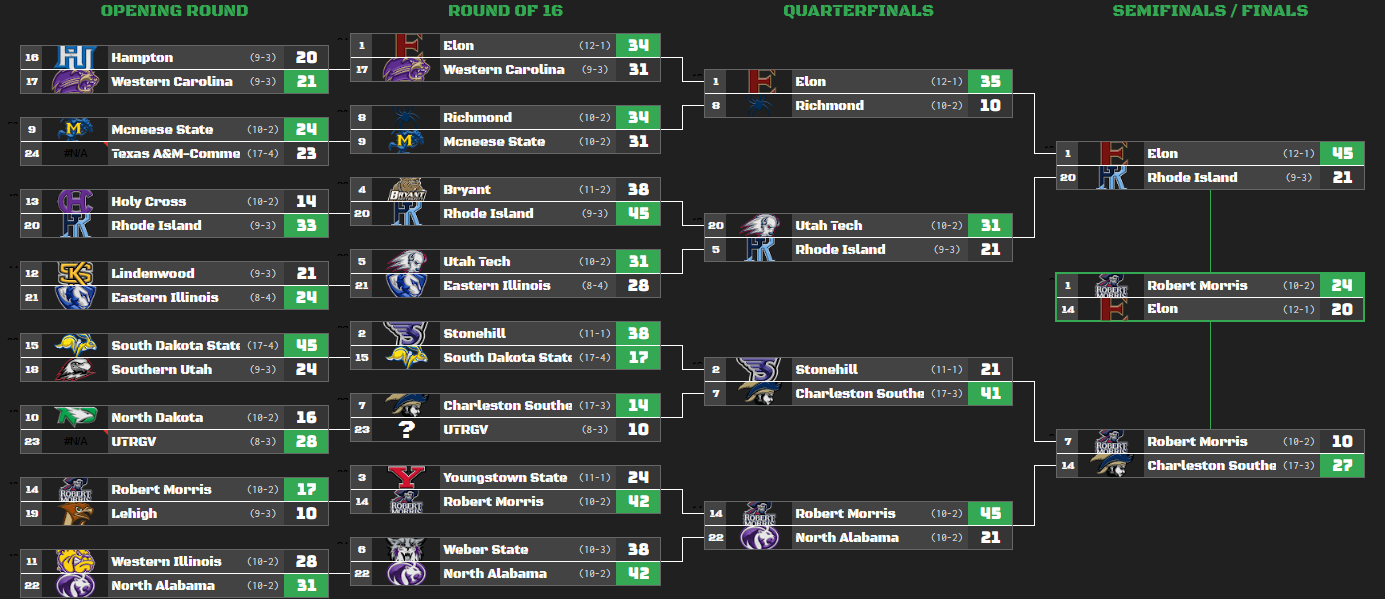 OPENING ROUND
16 Hampton (9-3) 20
17 Western Carolina (9-3) 21
9 Mcneese State (10-2) 24
24 #N/A Texas A&M-Comme (17-4) 23
13 Holy Cross (10-2) 14
20 Rhode Island (9-3) 33
12 Lindenwood (9-3) 21
21 Eastern Illinois (8-4) 24
15 South Dakota State (17-4) 45
18 Southern Utah (9-3) 24
10 North Dakota (10-2) 16
23 #N/A UTRGV (8-3) 28
14 Robert Morris (10-2) 17
19 Lehigh (9-3) 10
11 Western Illinois (10-2) 28
22 North Alabama (10-2) 31
ROUND OF 16
1 Elon (12-1) 34
17 Western Carolina (9-3) 31
8 Richmond (10-2) 34
9 Mcneese State (10-2) 31
4 Bryant (11-2) 38
20 Rhode Island (9-3) 45
5 Utah Tech (10-2) 31
21 Eastern Illinois (8-4) 28
2 Stonehill (11-1) 38
15 South Dakota State (17-4) 17
7 Charleston Southe (17-3) 14
23 ? UTRGV (8-3) 10
3 Youngstown State (11-1) 24
14 Robert Morris (10-2) 42
6 Weber State (10-3) 38
22 North Alabama (10-2) 42
QUARTERFINALS
1 Elon (12-1) 35
8 Richmond (10-2) 10
20 Utah Tech (10-2) 31
5 Rhode Island (9-3) 21
2 Stonehill (11-1) 21
7 Charleston Southe (17-3) 41
14 Robert Morris (10-2) 45
22 North Alabama (10-2) 21
SEMIFINALS / FINALS
1 Elon (12-1) 45
20 Rhode Island (9-3) 21
1 Robert Morris (10-2) 24
14 Elon (12-1) 20
7 Robert Morris (10-2) 10
14 Charleston Southe (17-3) 27